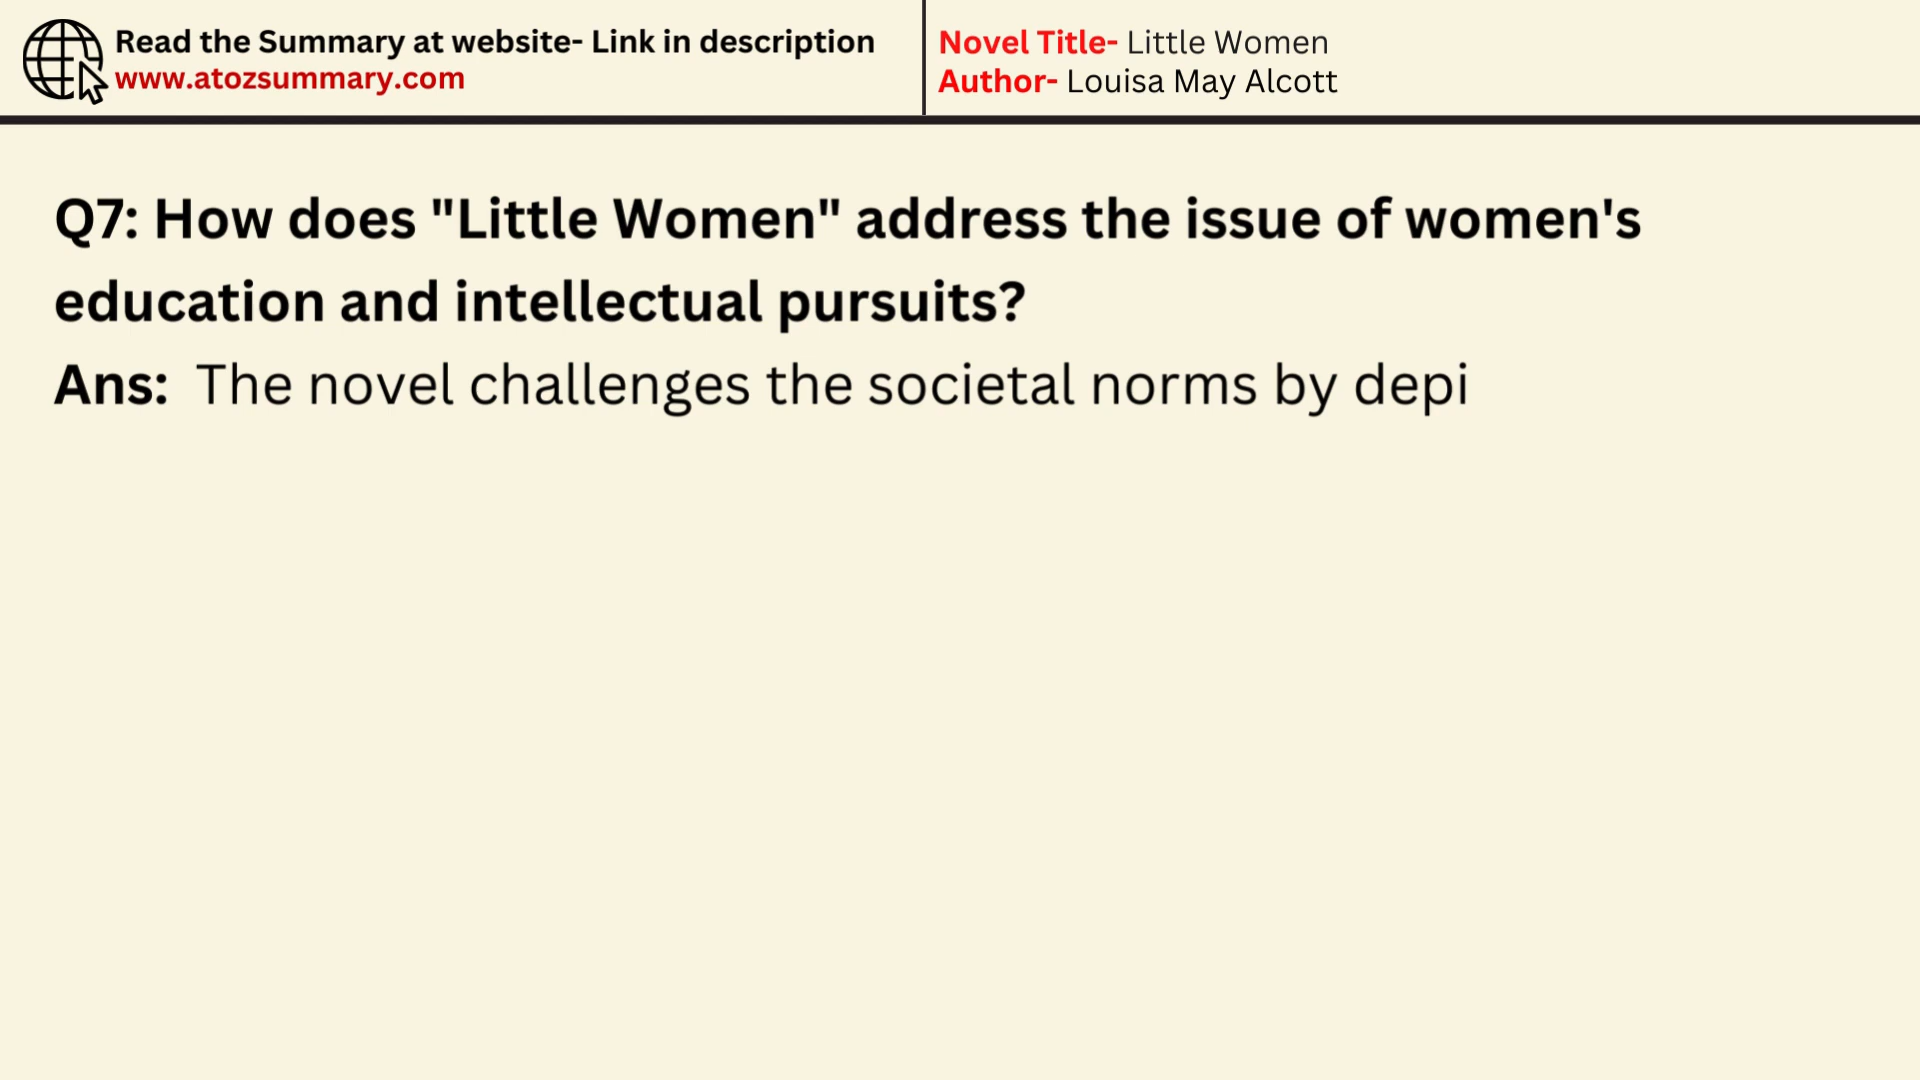 Read the Summary at website- Link in description
www.atozsummary.com
Novel Title- Little Women
Author- Louisa May Alcott
Q7: How does "Little Women" address the issue of women's
education and intellectual pursuits?
Ans: The novel challenges the societal norms by depi